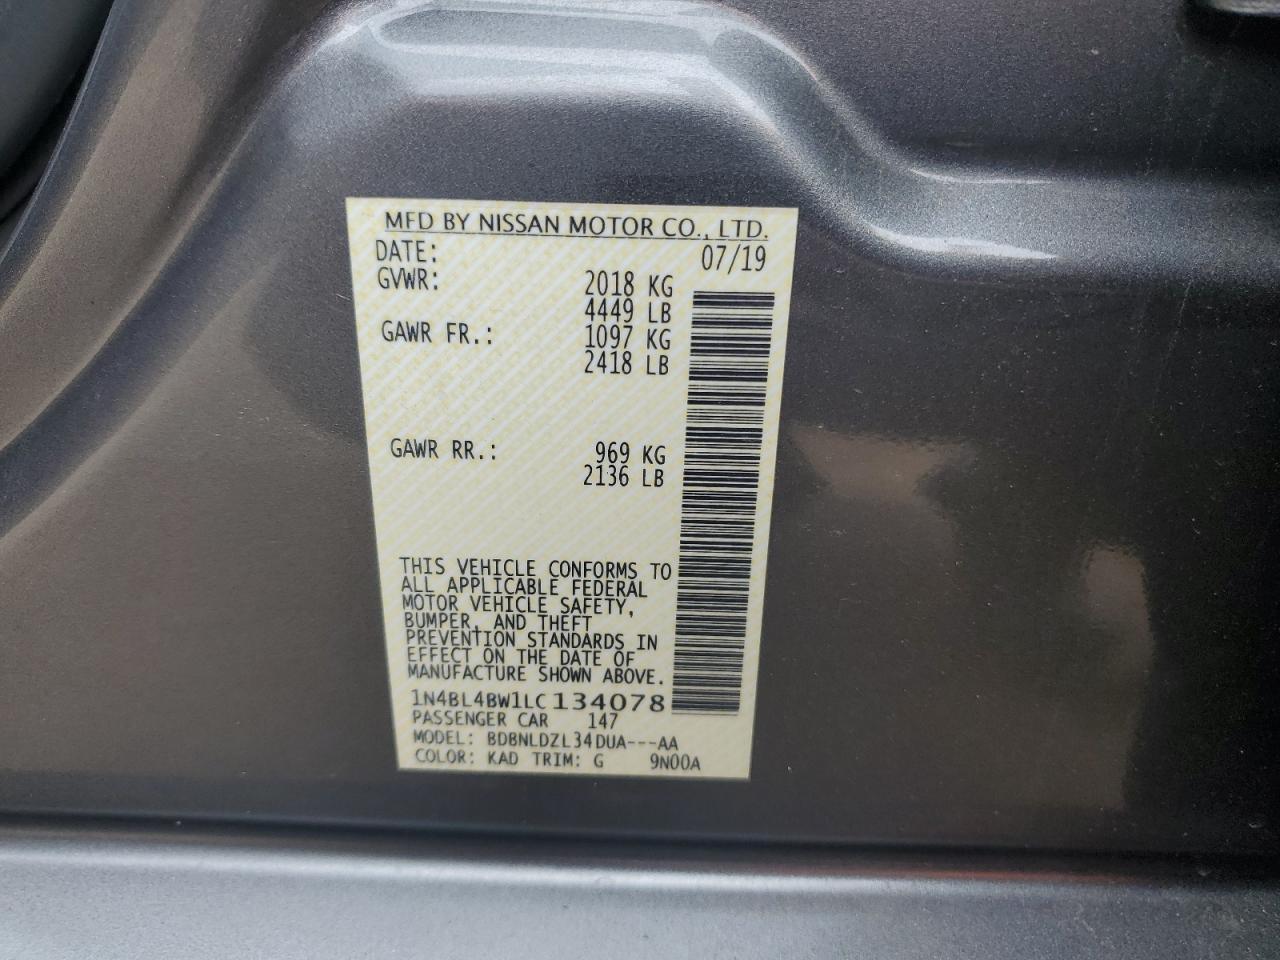 MFD BY NISSAN MOTOR CO., LTD.
DATE: 07/19
GVWR: 2018 KG
4449 LB
GAWR FR.: 1097 KG
2418 LB
GAWR RR.: 969 KG
2136 LB
THIS VEHICLE CONFORMS TO
ALL APPLICABLE FEDERAL
MOTOR VEHICLE SAFETY,
BUMPER, AND THEFT
PREVENTION STANDARDS IN
EFFECT ON THE DATE OF
MANUFACTURE SHOWN ABOVE.
1N4BL4BW1LC134078
PASSENGER CAR 147
MODEL: BDBNLDZL34DUA---AA
COLOR: KAD TRIM: G 9N00A